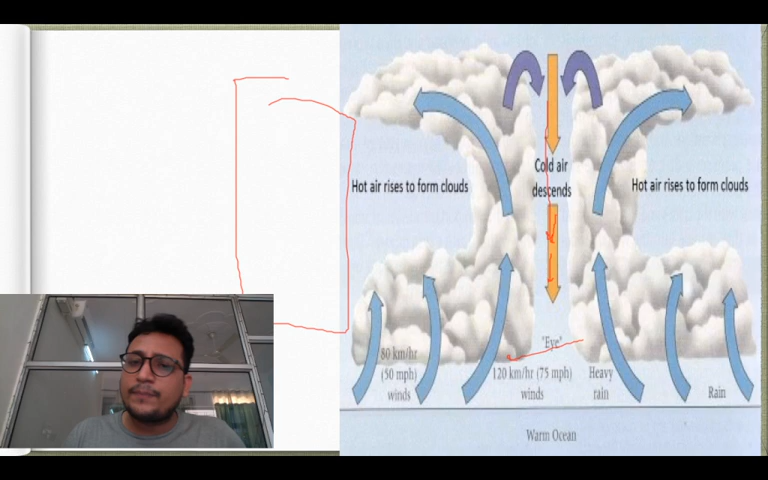 Cold air
descends
Hot air rises to form clouds
Hot air rises to form clouds
"Eye"
80 km/hr
(50 mph)
winds
120 km/hr (75 mph)
winds
Heavy
rain
Rain
Warm Ocean